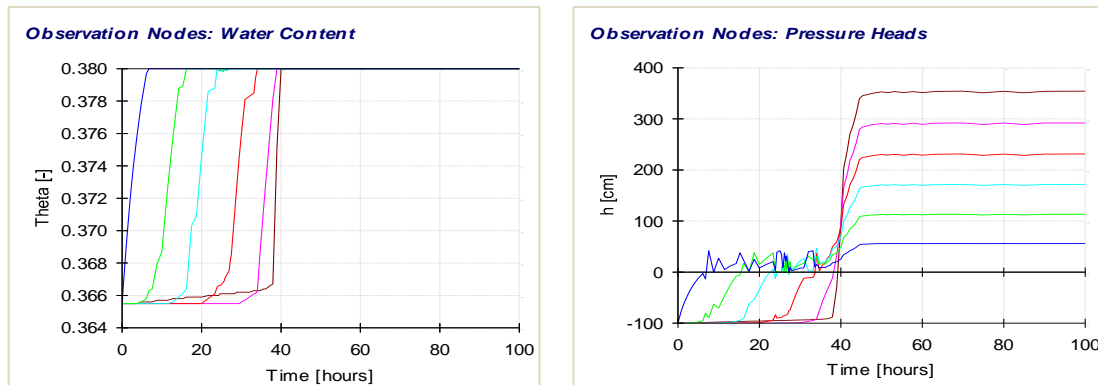 Observation Nodes: Water Content
0.380
0.378
0.376
0.374
0.372
0.370
0.368
0.366
0.364
Theta [-]
0 20 40 60 80 100
Time [hours]
Observation Nodes: Pressure Heads
400
300
200
100
0
-100
h [cm]
0 20 40 60 80 100
Time [hours]